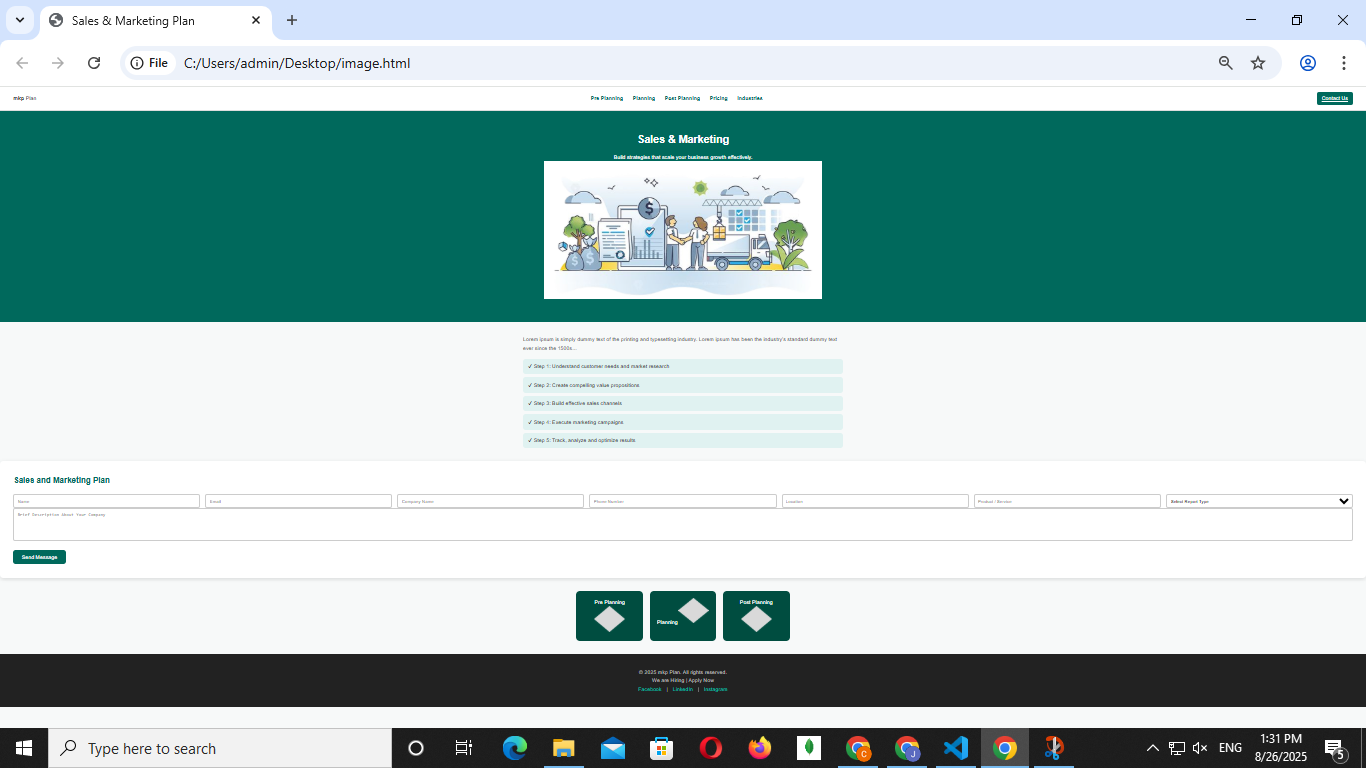 Sales & Marketing Plan
File
C:/Users/admin/Desktop/image.html
mkp Plan
Pre Planning
Planning
Post Planning
Pricing
Industries
Contact Us
Sales & Marketing
Build strategies that scale your business growth effectively.
$
$ $
Lorem ipsum is simply dummy text of the printing and typesetting industry. Lorem ipsum has been the industry's standard dummy text
ever since the 1500s...
✓ Step 1: Understand customer needs and market research
✓ Step 2: Create compelling value propositions
✓ Step 3: Build effective sales channels
✓ Step 4: Execute marketing campaigns
✓ Step 5: Track, analyze and optimize results
Sales and Marketing Plan
Name
Email
Company Name
Phone Number
Location
Product / Service
Select Report Type
Brief Description About Your Company
Send Message
Pre Planning
Planning
Post Planning
© 2025 mkp Plan. All rights reserved.
We are Hiring | Apply Now
Facebook | LinkedIn | Instagram
Type here to search
C
J
ENG
1:31 PM
8/26/2025
5